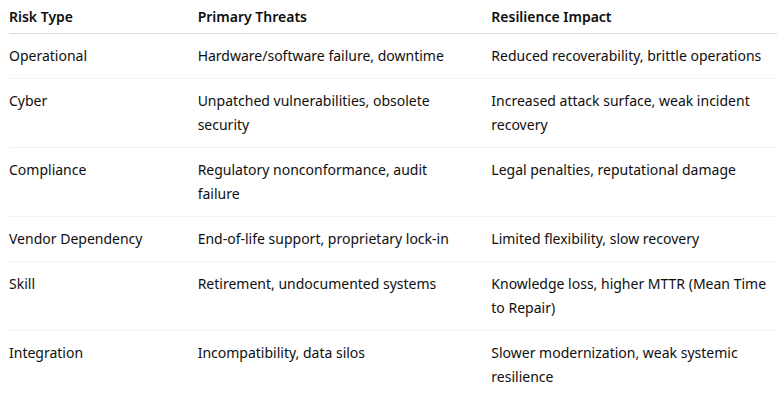 Risk Type Primary Threats Resilience Impact
Operational Hardware/software failure, downtime Reduced recoverability, brittle operations
Cyber Unpatched vulnerabilities, obsolete Increased attack surface, weak incident
security recovery
Compliance Regulatory nonconformance, audit Legal penalties, reputational damage
failure
Vendor Dependency End-of-life support, proprietary lock-in Limited flexibility, slow recovery
Skill Retirement, undocumented systems Knowledge loss, higher MTTR (Mean Time
to Repair)
Integration Incompatibility, data silos Slower modernization, weak systemic
resilience